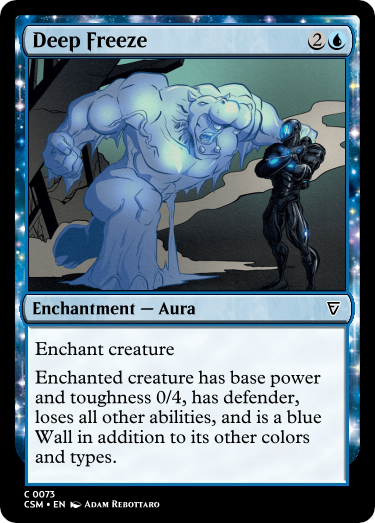 Deep Freeze 2
Enchantment — Aura
Enchant creature
Enchanted creature has base power
and toughness 0/4, has defender,
loses all other abilities, and is a blue
Wall in addition to its other colors
and types.
C 0073
CSM • EN Adam Rebottaro